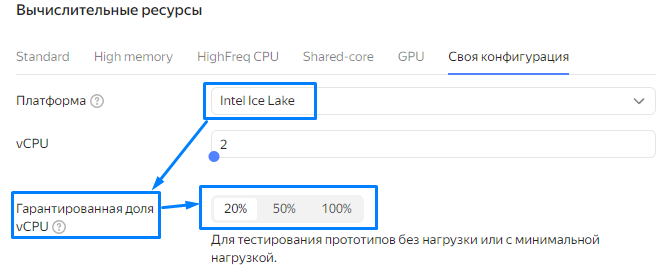 Вычислительные ресурсы
Standard High memory HighFreq CPU Shared-core GPU Своя конфигурация
Платформа ? Intel Ice Lake
vCPU 2
Гарантированная доля
vCPU ? 20% 50% 100%
Для тестирования прототипов без нагрузки или с минимальной
нагрузкой.